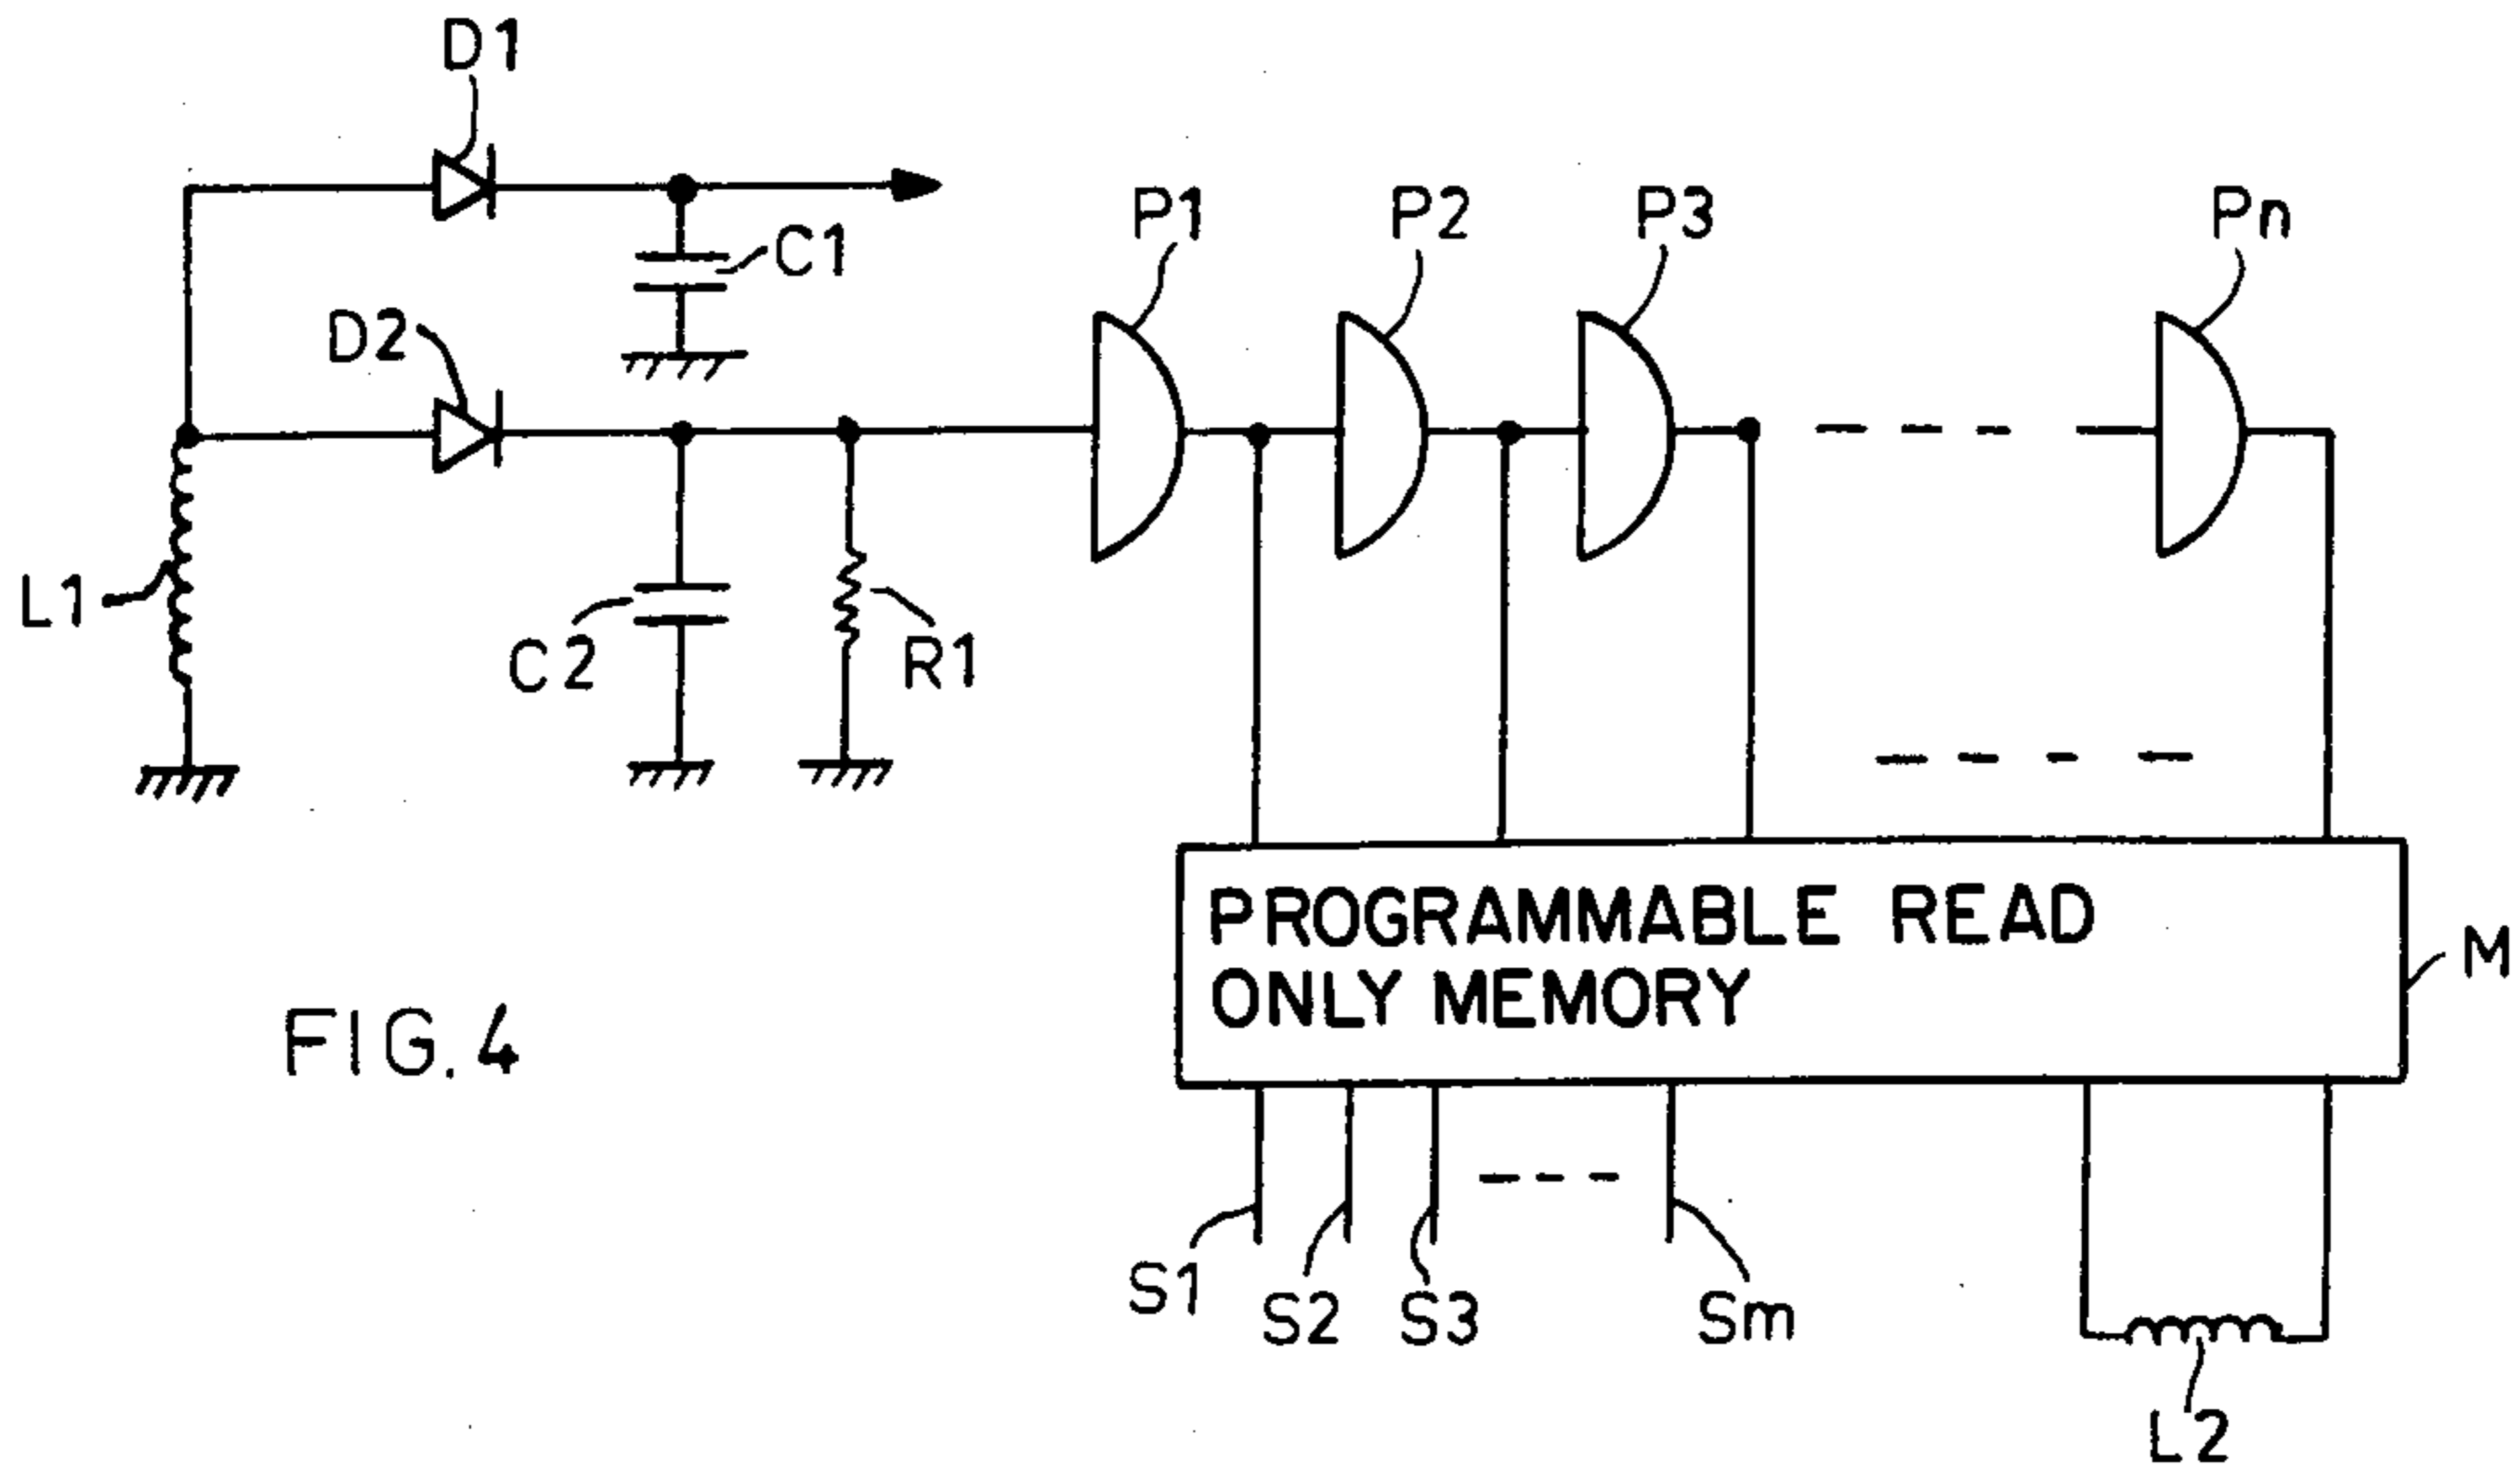 D1
P1
P2
P3
Pn
C1
D2
L1
C2
R1
PROGRAMMABLE READ
ONLY MEMORY
M
FIG.4
S1
S2
S3
Sm
L2